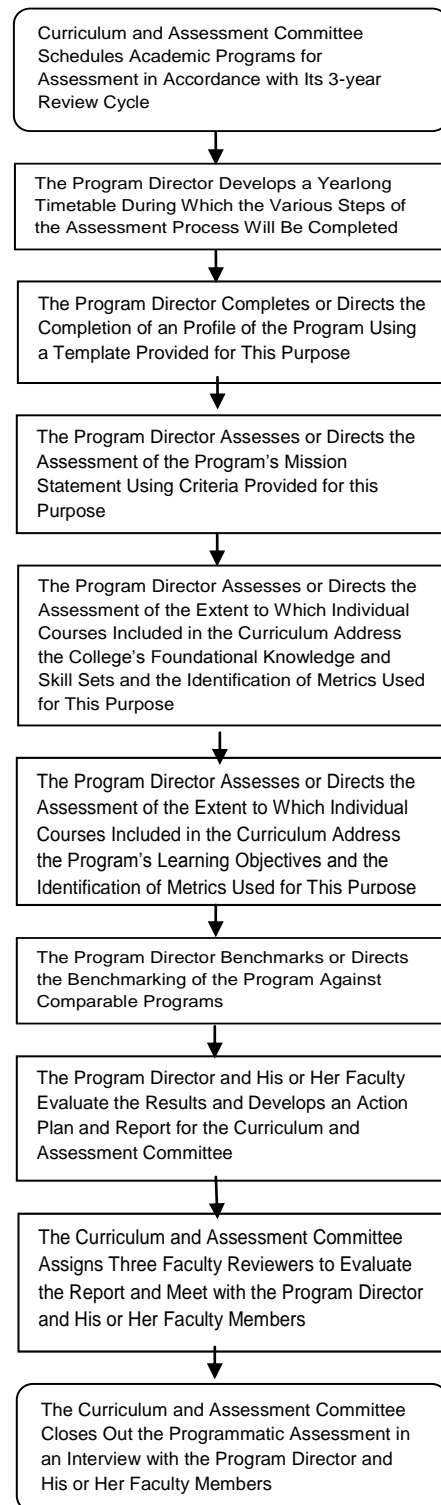 Curriculum and Assessment Committee
Schedules Academic Programs for
Assessment in Accordance with Its 3-year
Review Cycle
The Program Director Develops a Yearlong
Timetable During Which the Various Steps of
the Assessment Process Will Be Completed
The Program Director Completes or Directs the
Completion of an Profile of the Program Using
a Template Provided for This Purpose
The Program Director Assesses or Directs the
Assessment of the Program’s Mission
Statement Using Criteria Provided for this
Purpose
The Program Director Assesses or Directs the
Assessment of the Extent to Which Individual
Courses Included in the Curriculum Address
the College’s Foundational Knowledge and
Skill Sets and the Identification of Metrics Used
for This Purpose
The Program Director Assesses or Directs the
Assessment of the Extent to Which Individual
Courses Included in the Curriculum Address
the Program’s Learning Objectives and the
Identification of Metrics Used for This Purpose
The Program Director Benchmarks or Directs
the Benchmarking of the Program Against
Comparable Programs
The Program Director and His or Her Faculty
Evaluate the Results and Develops an Action
Plan and Report for the Curriculum and
Assessment Committee
The Curriculum and Assessment Committee
Assigns Three Faculty Reviewers to Evaluate
the Report and Meet with the Program Director
and His or Her Faculty Members
The Curriculum and Assessment Committee
Closes Out the Programmatic Assessment in
an Interview with the Program Director and
His or Her Faculty Members